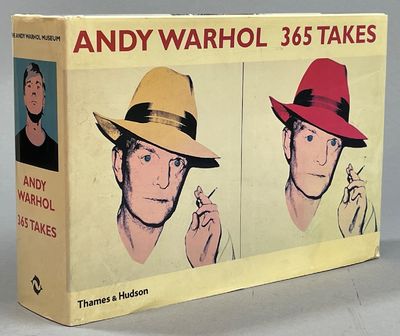 THE ANDY WARHOL MUSEUM
ANDY
WARHOL
365 TAKES
ANDY WARHOL 365 TAKES
Thames & Hudson